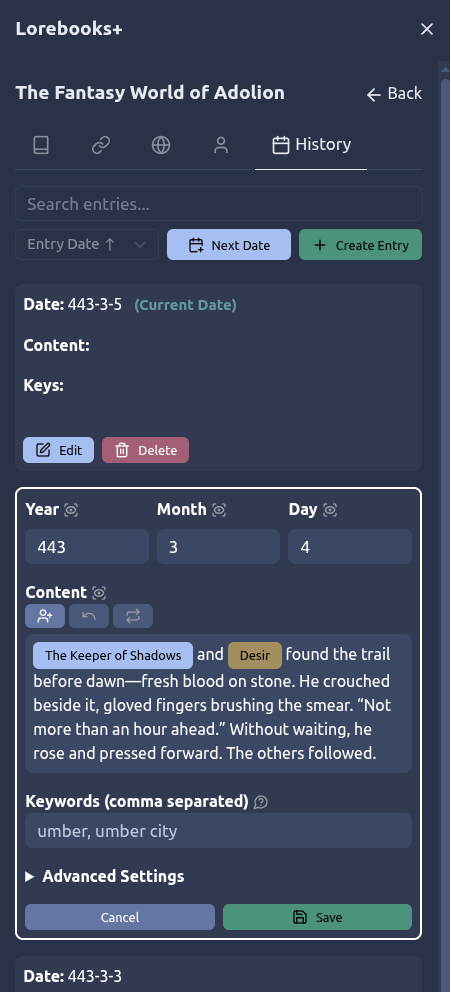 Lorebooks+
The Fantasy World of Adolion
Back
History
Search entries...
Entry Date ↑
Next Date
Create Entry
Date: 443-3-5 (Current Date)
Content:
Keys:
Edit
Delete
Year
Month
Day
443
3
4
Content
The Keeper of Shadows and Desir found the trail
before dawn—fresh blood on stone. He crouched
beside it, gloved fingers brushing the smear. “Not
more than an hour ahead.” Without waiting, he
rose and pressed forward. The others followed.
Keywords (comma separated)
umber, umber city
Advanced Settings
Cancel
Save
Date: 443-3-3